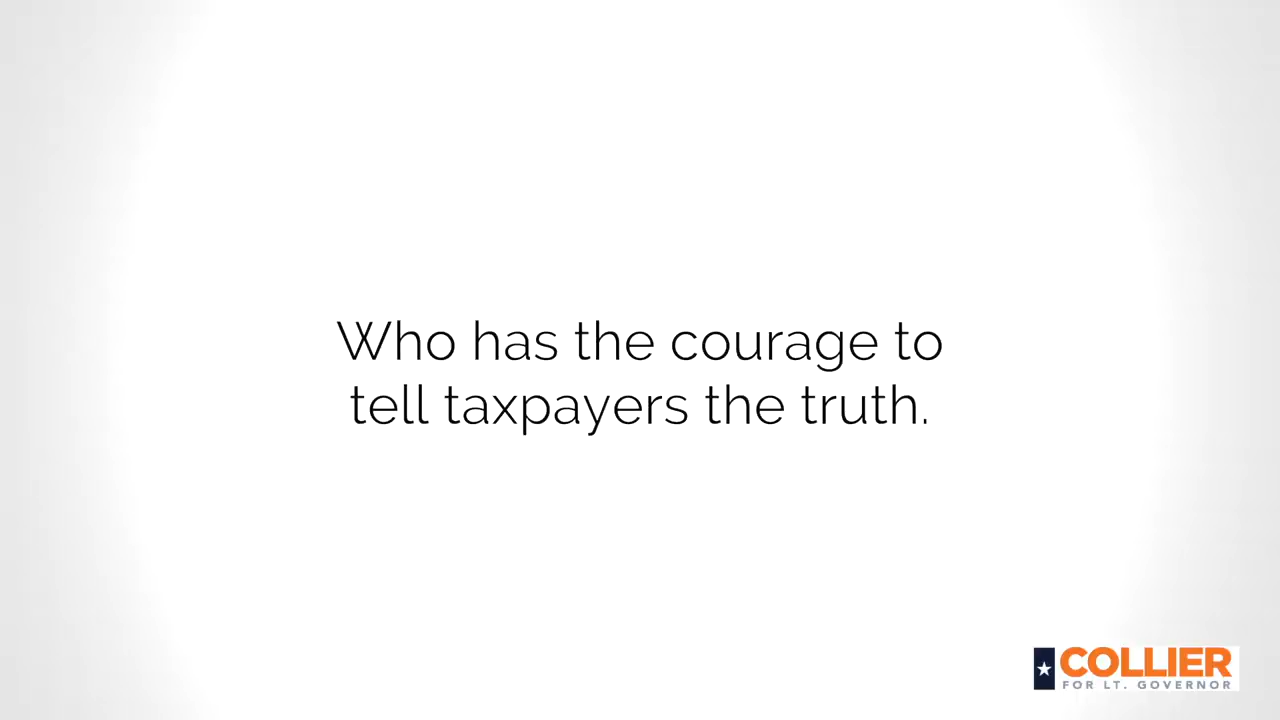 Who has the courage to
tell taxpayers the truth.
COLLIER
FOR LT. GOVERNOR